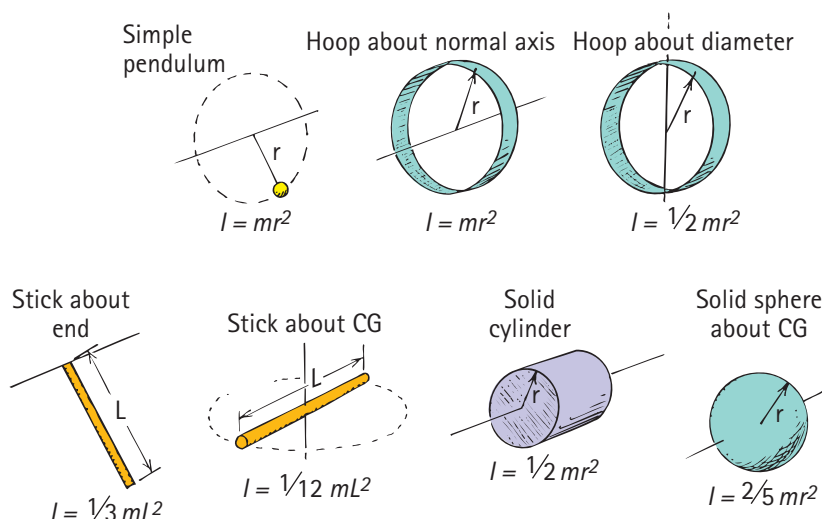 Simple
pendulum
Hoop about normal axis
Hoop about diameter
r
r
r
I = mr²
I = mr²
I = 1/2 mr²
Stick about
end
Stick about CG
Solid
cylinder
Solid sphere
about CG
L
L
r
r
I = 1/3 mL²
I = 1/12 mL²
I = 1/2 mr²
I = 2/5 mr²